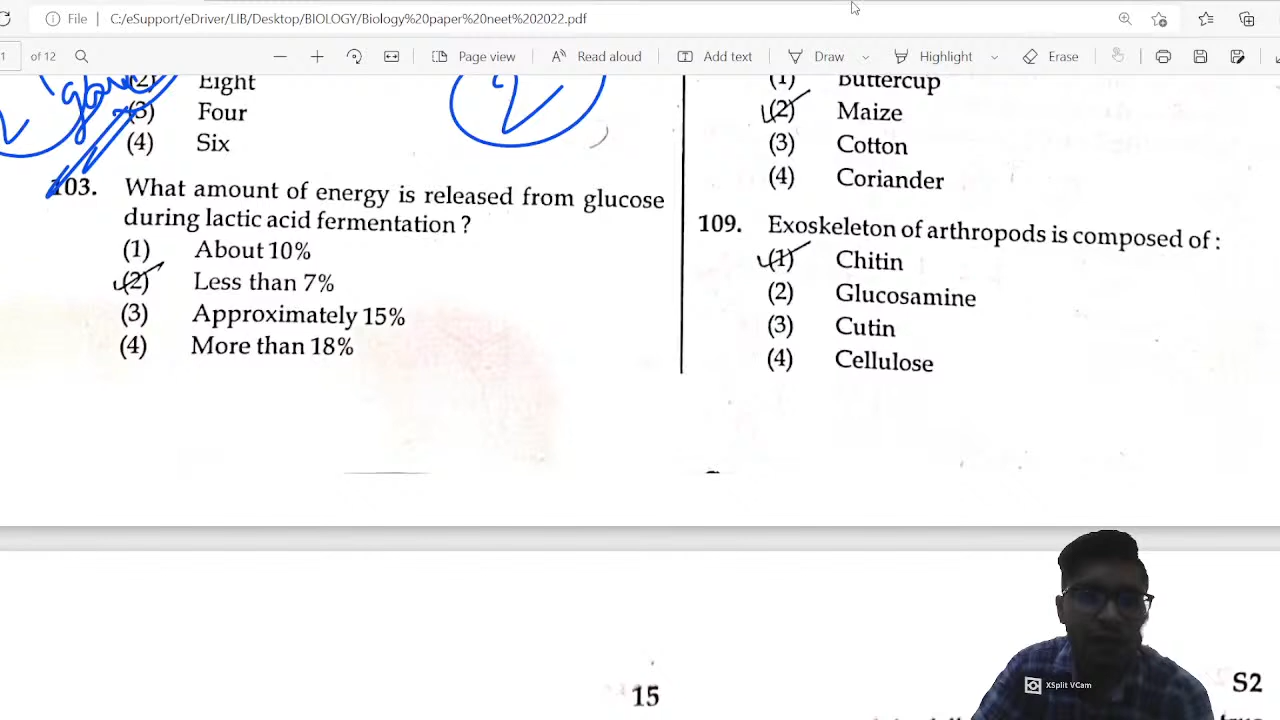 File
C:/eSupport/eDriver/LIB/Desktop/BIOLOGY/Biology%20paper%20neet%202022.pdf
1 of 12
Page view
Read aloud
Add text
Draw
Highlight
Erase
(2) Eight
(3) Four
(4) Six
103. What amount of energy is released from glucose
during lactic acid fermentation ?
(1) About 10%
(2) Less than 7%
(3) Approximately 15%
(4) More than 18%
(1) Buttercup
(2) Maize
(3) Cotton
(4) Coriander
109. Exoskeleton of arthropods is composed of :
(1) Chitin
(2) Glucosamine
(3) Cutin
(4) Cellulose
15
S2
XSplit VCam